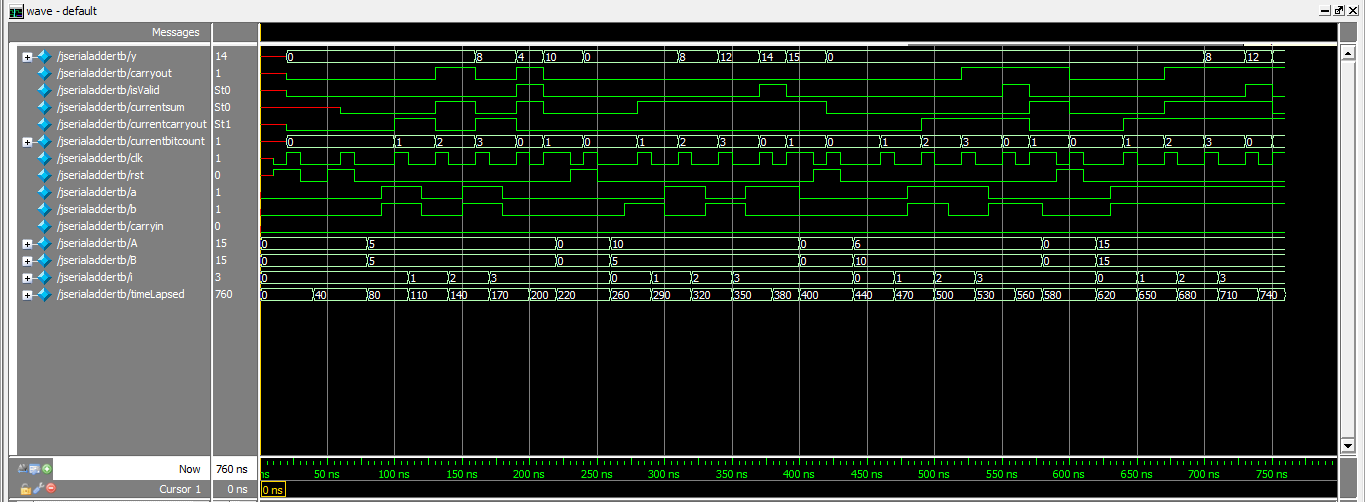 wave - default
Messages
/jserialaddertb/y 14 0 8 4 10 0 8 12 14 15 0 8 12
/jserialaddertb/carryout 1
/jserialaddertb/isValid St0
/jserialaddertb/currentsum St0
/jserialaddertb/currentcarryout St1
/jserialaddertb/currentbitcount 1 0 1 2 3 0 1 0 1 2 3 0 1 0 1 2 3 0 1 0 1 2 3 0
/jserialaddertb/clk 1
/jserialaddertb/rst 0
/jserialaddertb/a 1
/jserialaddertb/b 1
/jserialaddertb/carryin 0
/jserialaddertb/A 15 0 5 0 10 0 6 0 15
/jserialaddertb/B 15 0 5 0 5 0 10 0 15
/jserialaddertb/i 3 0 1 2 3 0 1 2 3 0 1 2 3 0 1 2 3
/jserialaddertb/timeLapsed 760 0 40 80 110 140 170 200 220 260 290 320 350 380 400 440 470 500 530 560 580 620 650 680 710 740
Now 760 ns ns 50 ns 100 ns 150 ns 200 ns 250 ns 300 ns 350 ns 400 ns 450 ns 500 ns 550 ns 600 ns 650 ns 700 ns 750 ns
Cursor 1 0 ns 0 ns